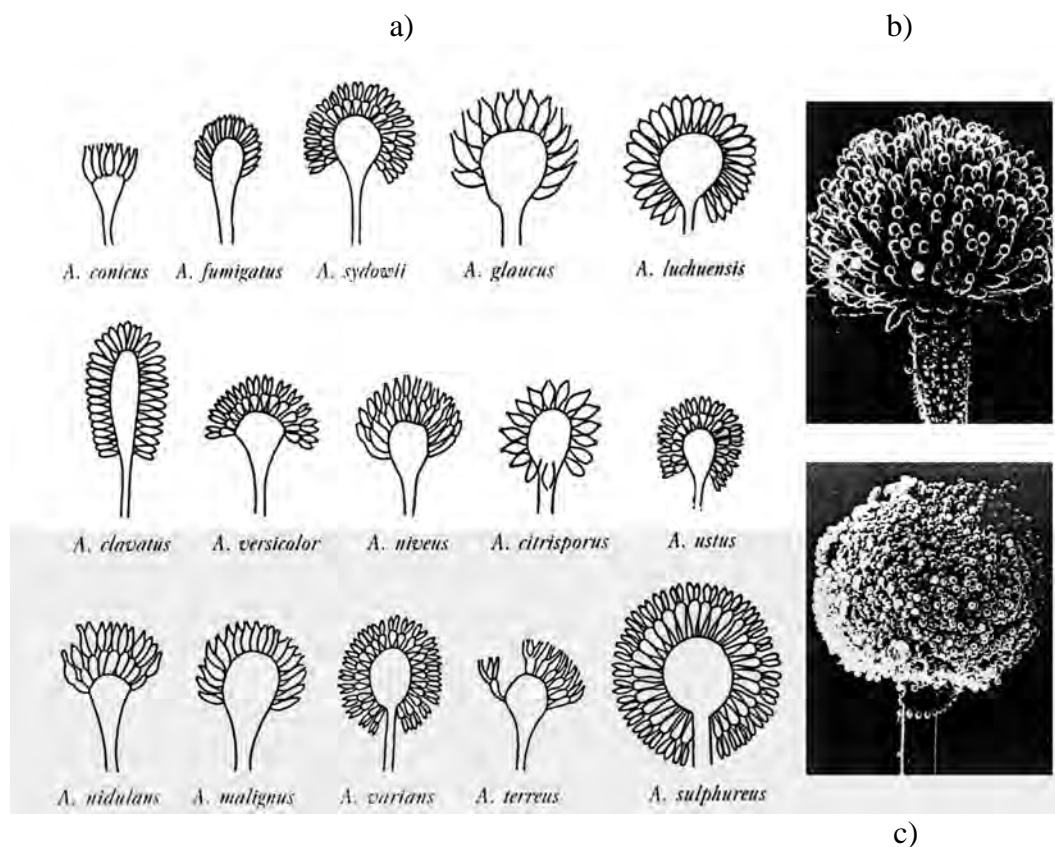 a) b)
A. conicus A. fumigatus A. sydowii A. glaucus A. luchuensis
A. clavatus A. versicolor A. niveus A. citrisporus A. ustus
A. nidulans A. malignus A. varians A. terreus A. sulphureus
c)